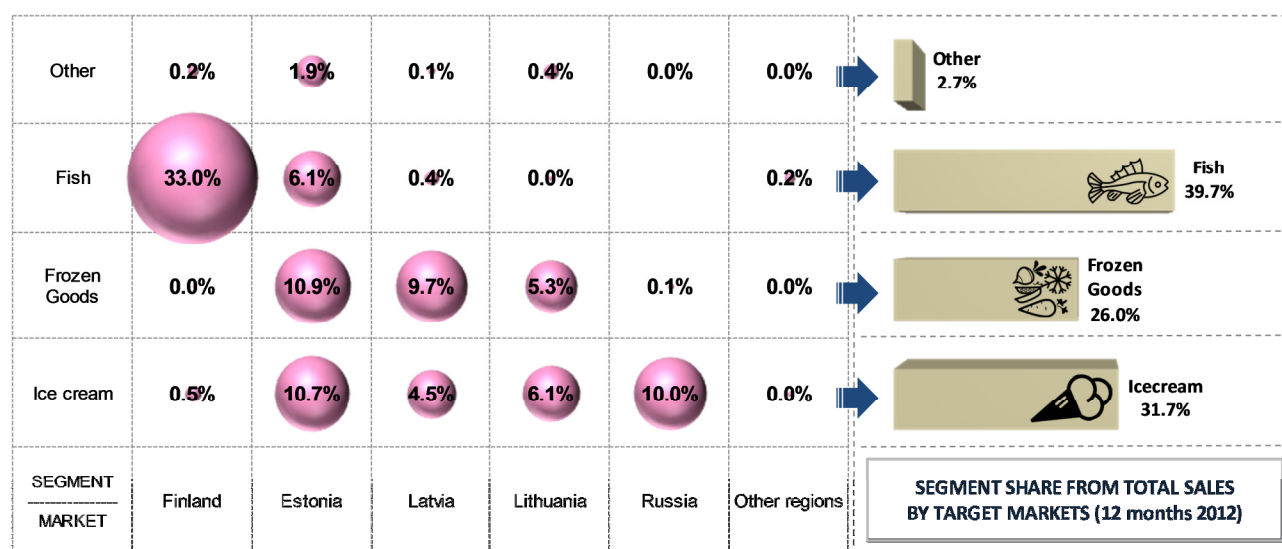 Other
0.2%
1.9%
0.1%
0.4%
0.0%
0.0%
Other
2.7%
Fish
33.0%
6.1%
0.4%
0.0%
0.2%
Fish
39.7%
Frozen
Goods
0.0%
10.9%
9.7%
5.3%
0.1%
0.0%
Frozen
Goods
26.0%
Ice cream
0.5%
10.7%
4.5%
6.1%
10.0%
0.0%
Icecream
31.7%
SEGMENT
MARKET
Finland
Estonia
Latvia
Lithuania
Russia
Other regions
SEGMENT SHARE FROM TOTAL SALES
BY TARGET MARKETS (12 months 2012)